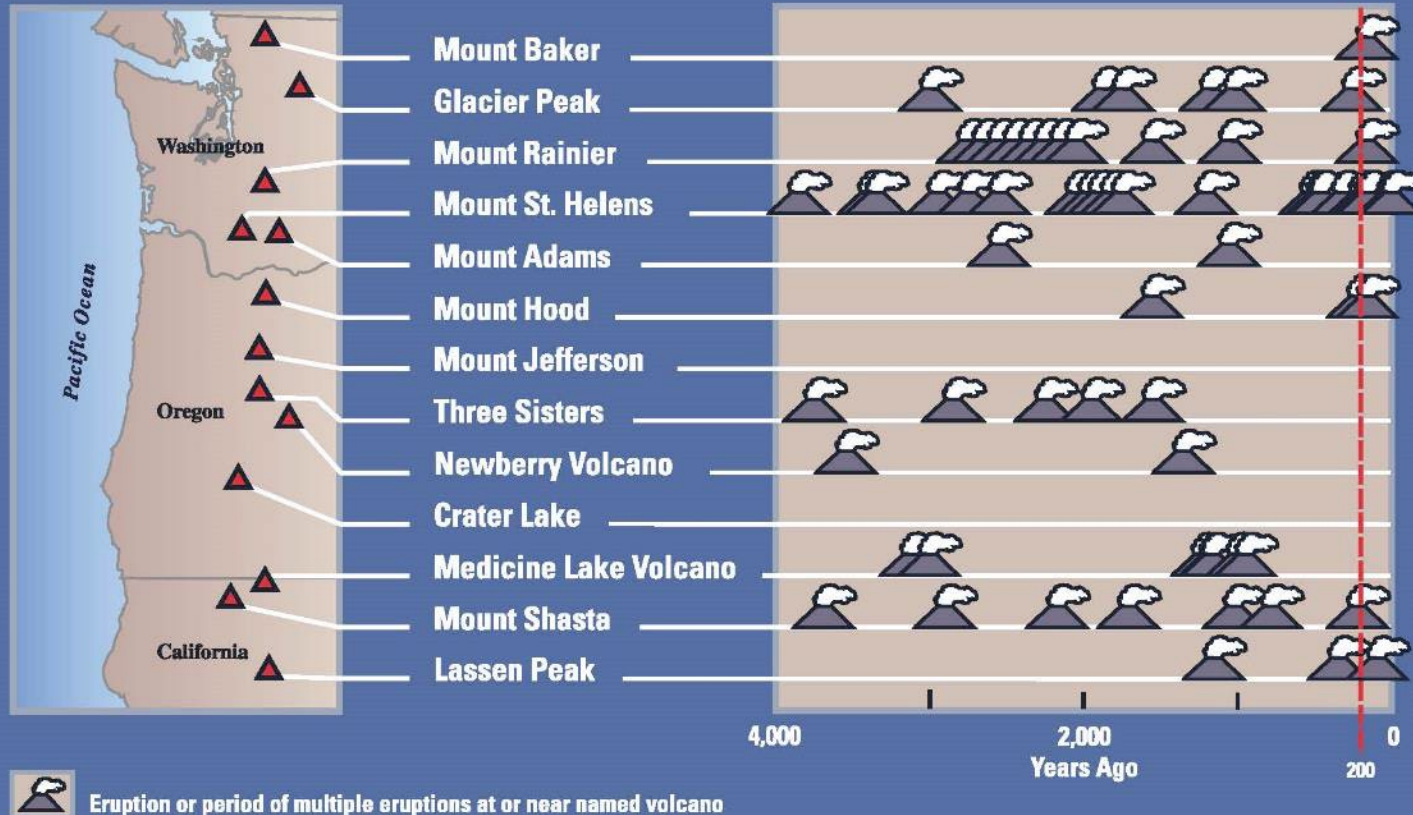 Mount Baker
Glacier Peak
Washington
Mount Rainier
Mount St. Helens
Mount Adams
Pacific Ocean
Mount Hood
Mount Jefferson
Oregon
Three Sisters
Newberry Volcano
Crater Lake
Medicine Lake Volcano
Mount Shasta
California
Lassen Peak
4,000
2,000
0
Years Ago
200
Eruption or period of multiple eruptions at or near named volcano